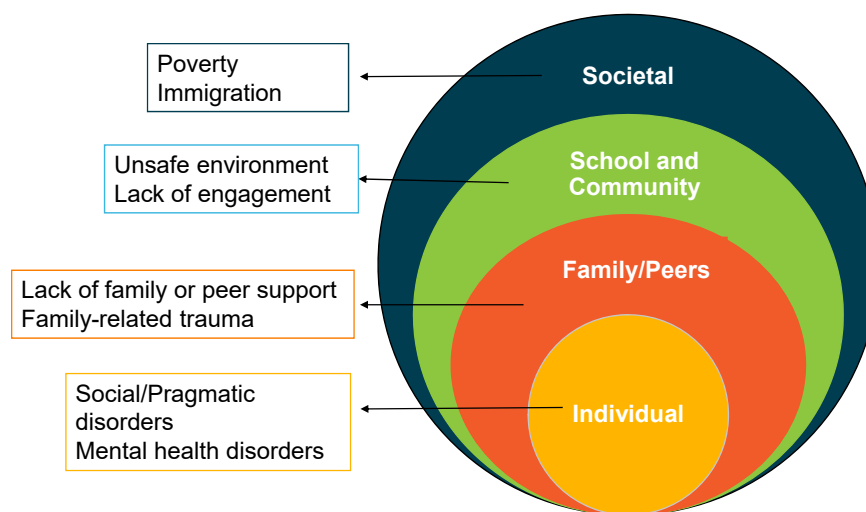 Poverty
Immigration
Societal
Unsafe environment
Lack of engagement
School and
Community
Lack of family or peer support
Family-related trauma
Family/Peers
Social/Pragmatic
disorders
Mental health disorders
Individual